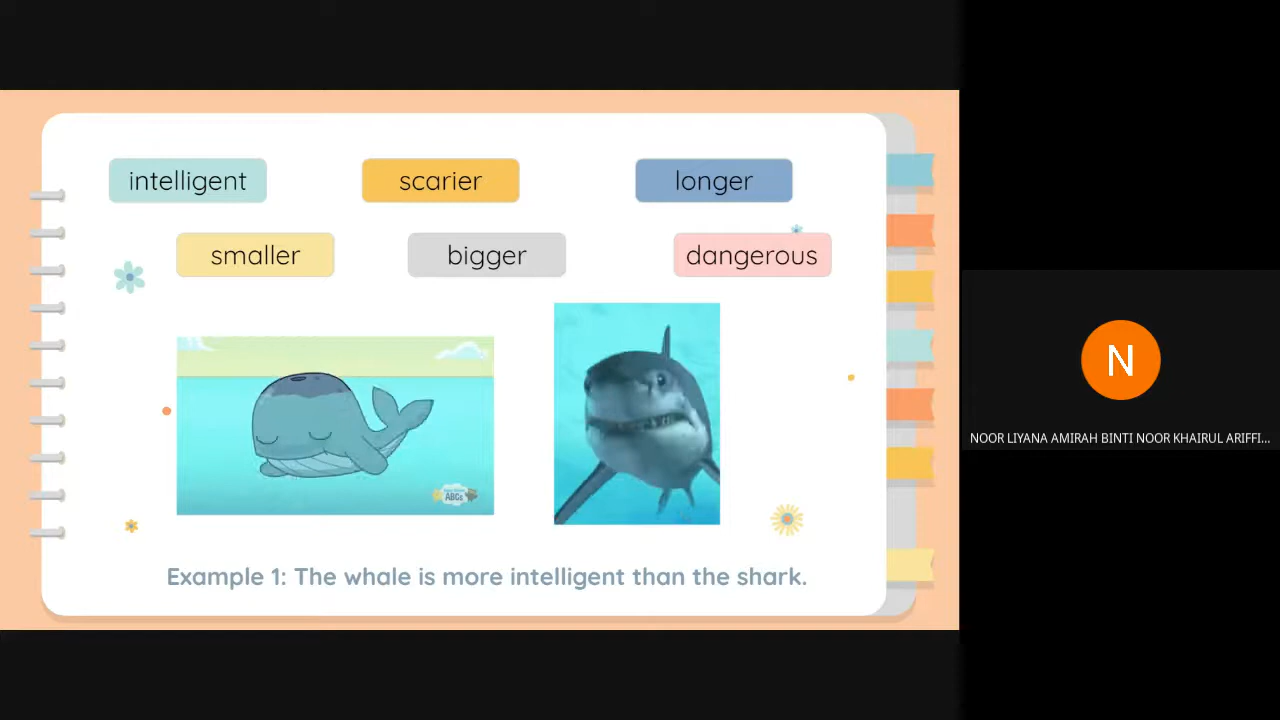 intelligent
scarier
longer
smaller
bigger
dangerous
ABCs
Example 1: The whale is more intelligent than the shark.
N
NOOR LIYANA AMIRAH BINTI NOOR KHAIRUL ARIFFI...